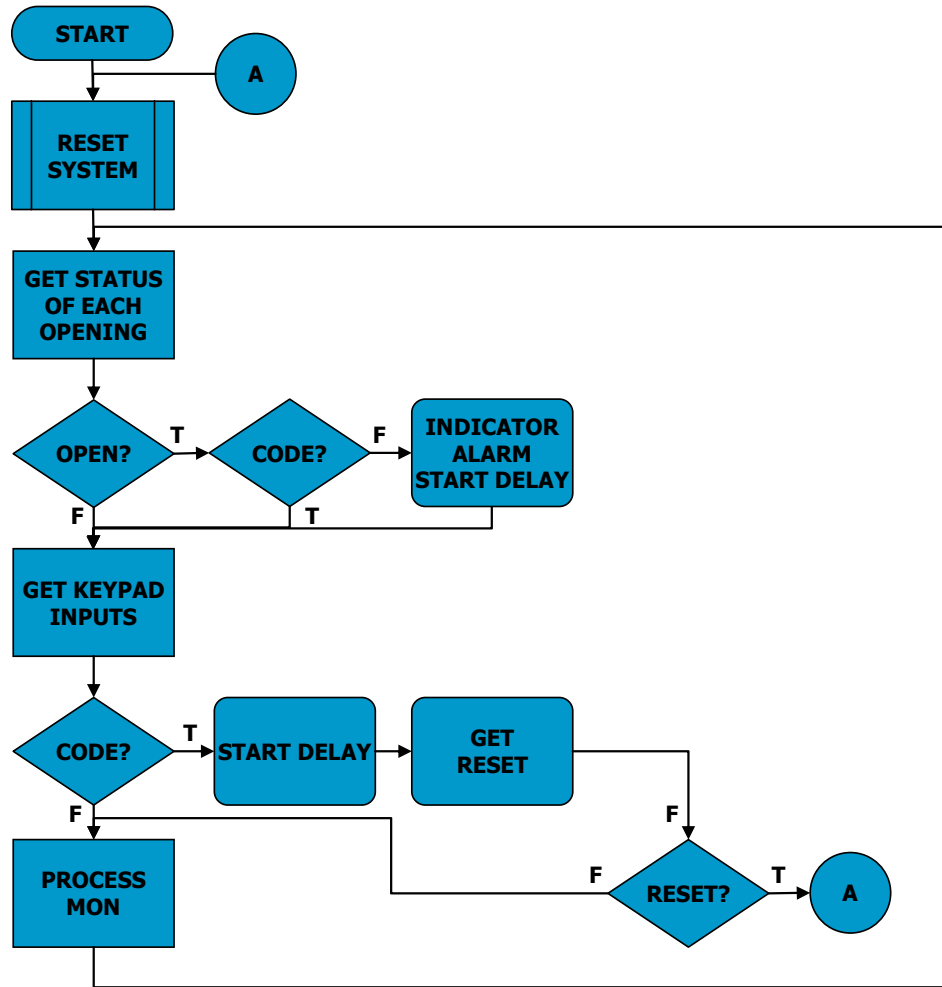 START
A
RESET
SYSTEM
GET STATUS
OF EACH
OPENING
OPEN?
T
CODE?
F
INDICATOR
ALARM
START DELAY
F
T
GET KEYPAD
INPUTS
CODE?
T
START DELAY
GET
RESET
F
F
PROCESS
MON
F
RESET?
T
A